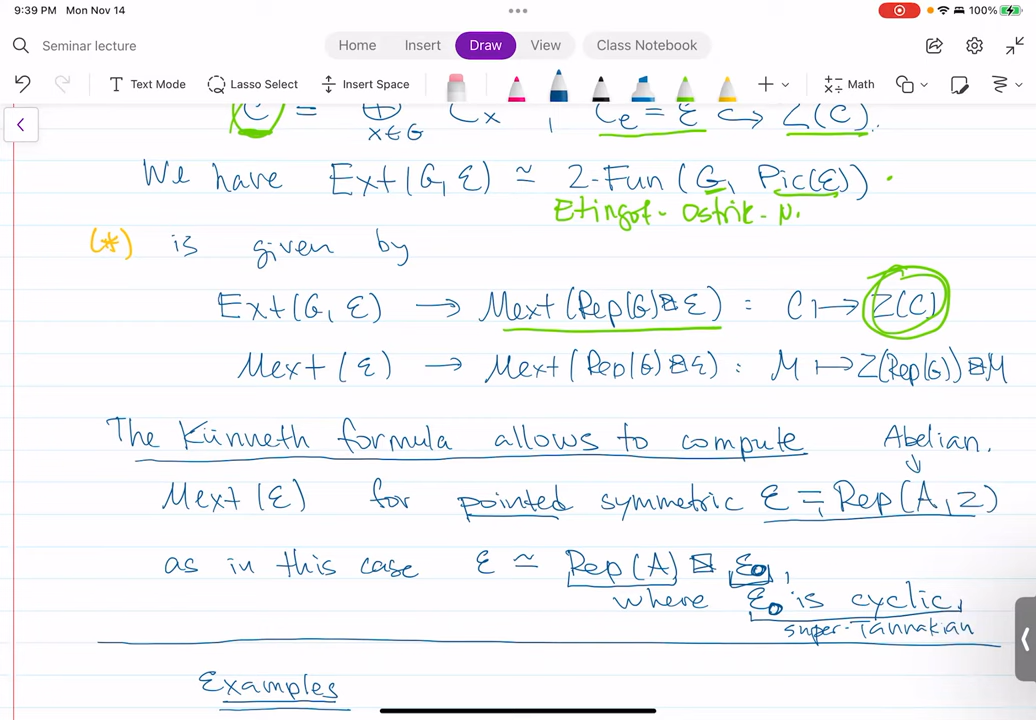 9:39 PM Mon Nov 14
100%
Seminar lecture
Home Insert Draw View Class Notebook
Text Mode Lasso Select Insert Space Math
C = ⊕ C_x , C_e = ℰ ↪ Z(C).
x∈G
We have Ext(G, ℰ) ≃ 2-Fun(G, Pic(ℰ)).
Etingof - Ostrik - N.
(*) is given by
Ext(G, ℰ) → Mext(Rep(G)⊠ℰ) : C ↦ Z(C)
Mext(ℰ) → Mext(Rep(G)⊠ℰ) : M ↦ Z(Rep(G))⊠M
The Künneth formula allows to compute
Abelian.
Mext(ℰ) for pointed symmetric ℰ = Rep(A, z)
as in this case ℰ ≃ Rep(A) ⊠ ℰ₀,
where ℰ₀ is cyclic,
super-Tannakian
Examples